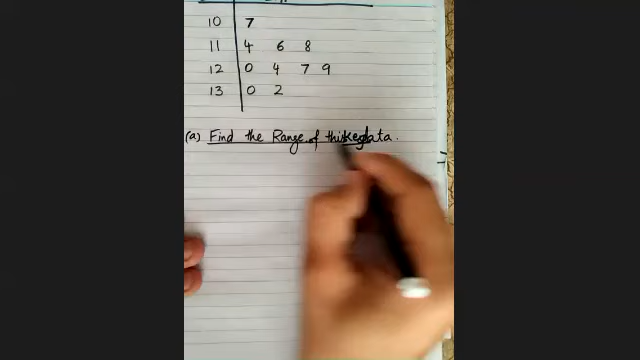 10 | 7
11 | 4 6 8
12 | 0 4 7 9
13 | 0 2
(a) Find the Range of this data.